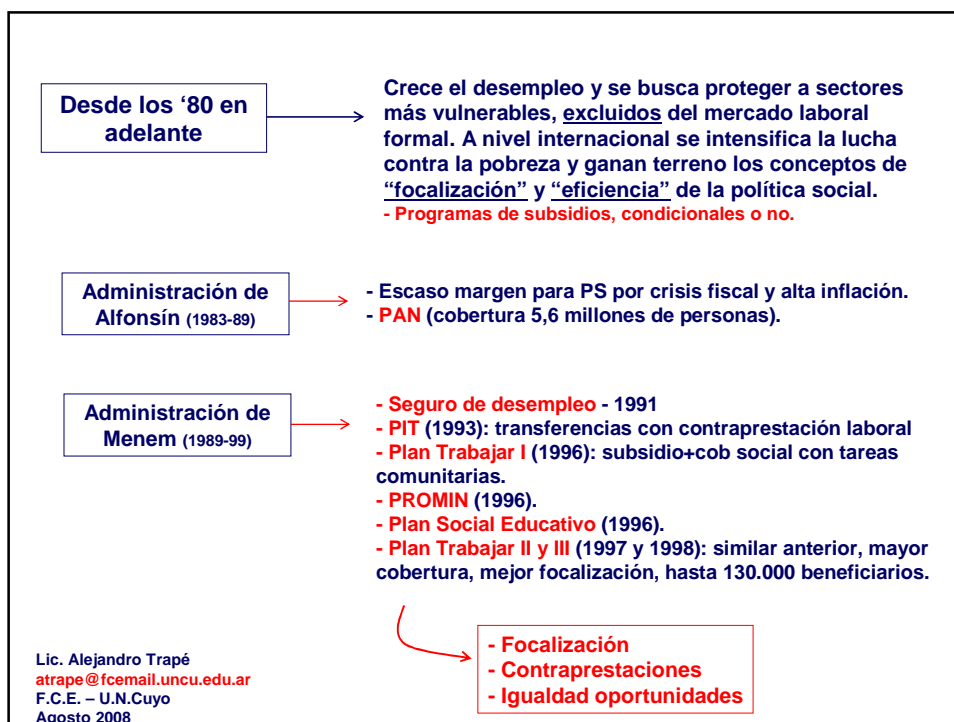 Desde los ‘80 en
adelante
Crece el desempleo y se busca proteger a sectores
más vulnerables, excluidos del mercado laboral
formal. A nivel internacional se intensifica la lucha
contra la pobreza y ganan terreno los conceptos de
“focalización” y “eficiencia” de la política social.
- Programas de subsidios, condicionales o no.
Administración de
Alfonsín (1983-89)
- Escaso margen para PS por crisis fiscal y alta inflación.
- PAN (cobertura 5,6 millones de personas).
Administración de
Menem (1989-99)
- Seguro de desempleo - 1991
- PIT (1993): transferencias con contraprestación laboral
- Plan Trabajar I (1996): subsidio+cob social con tareas
comunitarias.
- PROMIN (1996).
- Plan Social Educativo (1996).
- Plan Trabajar II y III (1997 y 1998): similar anterior, mayor
cobertura, mejor focalización, hasta 130.000 beneficiarios.
- Focalización
- Contraprestaciones
- Igualdad oportunidades
Lic. Alejandro Trapé
atrape@fcemail.uncu.edu.ar
F.C.E. – U.N.Cuyo
Agosto 2008